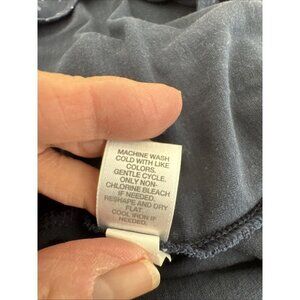 MACHINE WASH
COLD WITH LIKE
COLORS.
GENTLE CYCLE.
ONLY NON-
CHLORINE BLEACH
IF NEEDED.
RESHAPE AND DRY
FLAT.
COOL IRON IF
NEEDED.